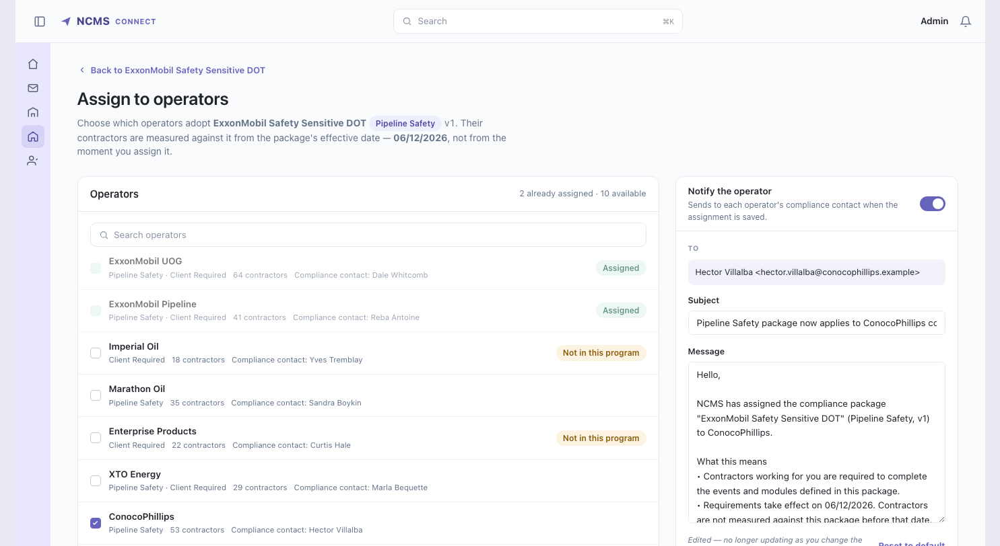 NCMS CONNECT
Search
⌘K
Admin
Back to ExxonMobil Safety Sensitive DOT
Assign to operators
Choose which operators adopt ExxonMobil Safety Sensitive DOT Pipeline Safety v1. Their
contractors are measured against it from the package's effective date — 06/12/2026, not from the
moment you assign it.
Operators
2 already assigned · 10 available
Search operators
ExxonMobil UOG
Pipeline Safety · Client Required 64 contractors Compliance contact: Dale Whitcomb
Assigned
ExxonMobil Pipeline
Pipeline Safety · Client Required 41 contractors Compliance contact: Reba Antoine
Assigned
Imperial Oil
Client Required 18 contractors Compliance contact: Yves Tremblay
Not in this program
Marathon Oil
Pipeline Safety 35 contractors Compliance contact: Sandra Boykin
Enterprise Products
Client Required 22 contractors Compliance contact: Curtis Hale
Not in this program
XTO Energy
Pipeline Safety · Client Required 29 contractors Compliance contact: Marla Bequette
ConocoPhillips
Pipeline Safety 53 contractors Compliance contact: Hector Villalba
Notify the operator
Sends to each operator's compliance contact when the
assignment is saved.
TO
Hector Villalba <hector.villalba@conocophillips.example>
Subject
Pipeline Safety package now applies to ConocoPhillips co
Message
Hello,
NCMS has assigned the compliance package
"ExxonMobil Safety Sensitive DOT" (Pipeline Safety, v1)
to ConocoPhillips.
What this means
• Contractors working for you are required to complete
the events and modules defined in this package.
• Requirements take effect on 06/12/2026. Contractors
are not measured against this package before that date.
Edited — no longer updating as you change the
Reset to default